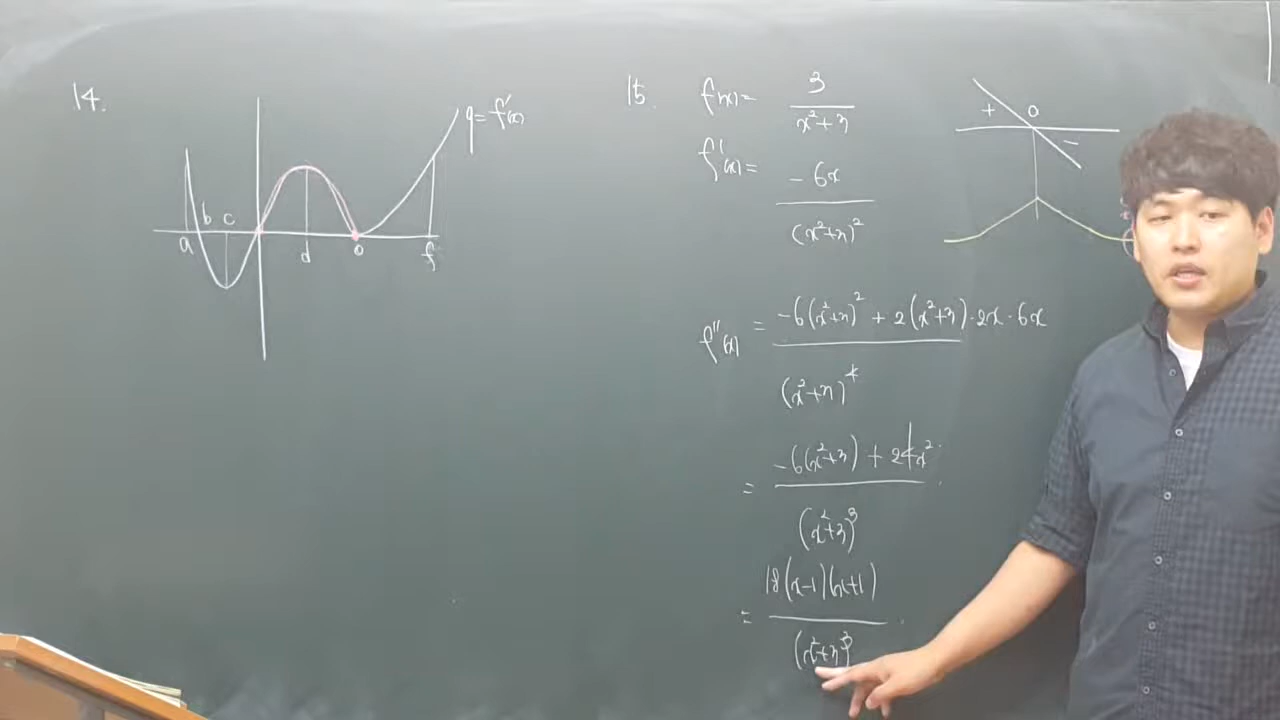 14.
y=f'(x)
a b c d e f
15. f(x)= 3/(x²+3)
f'(x)= -6x/(x²+3)²
+ 0 -
f''(x) = (-6(x²+3)² + 2(x²+3)·2x·6x)/(x²+3)⁴
= (-6(x²+3) + 24x²)/(x²+3)³
= 18(x-1)(x+1)/(x²+3)³